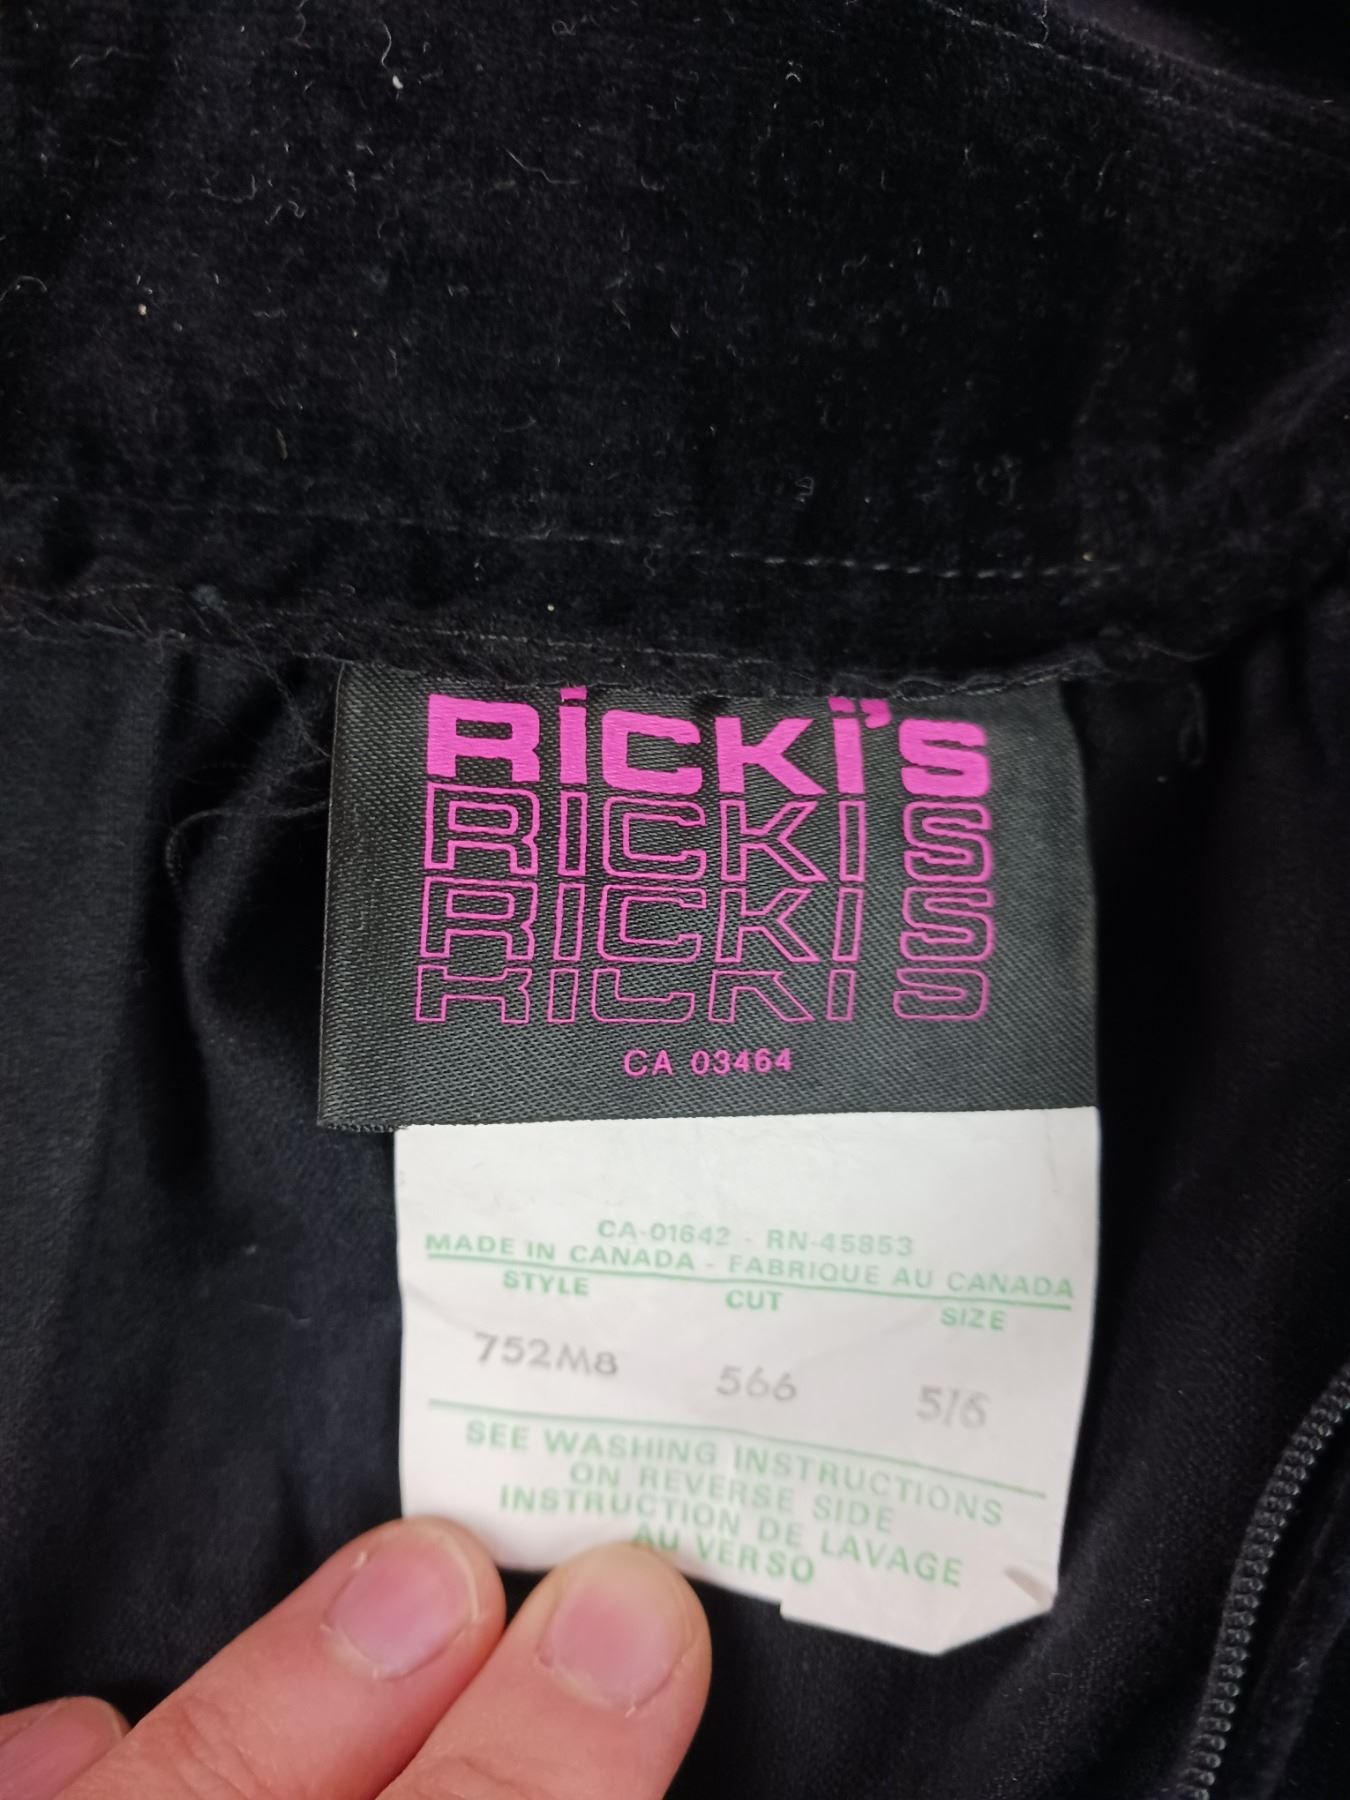 RiCKi's
RICKI S
RICKI S
RICKI S
CA 03464
CA-01642 - RN-45853
MADE IN CANADA - FABRIQUE AU CANADA
STYLE CUT SIZE
752M8 566 5/6
SEE WASHING INSTRUCTIONS
ON REVERSE SIDE
INSTRUCTION DE LAVAGE
AU VERSO